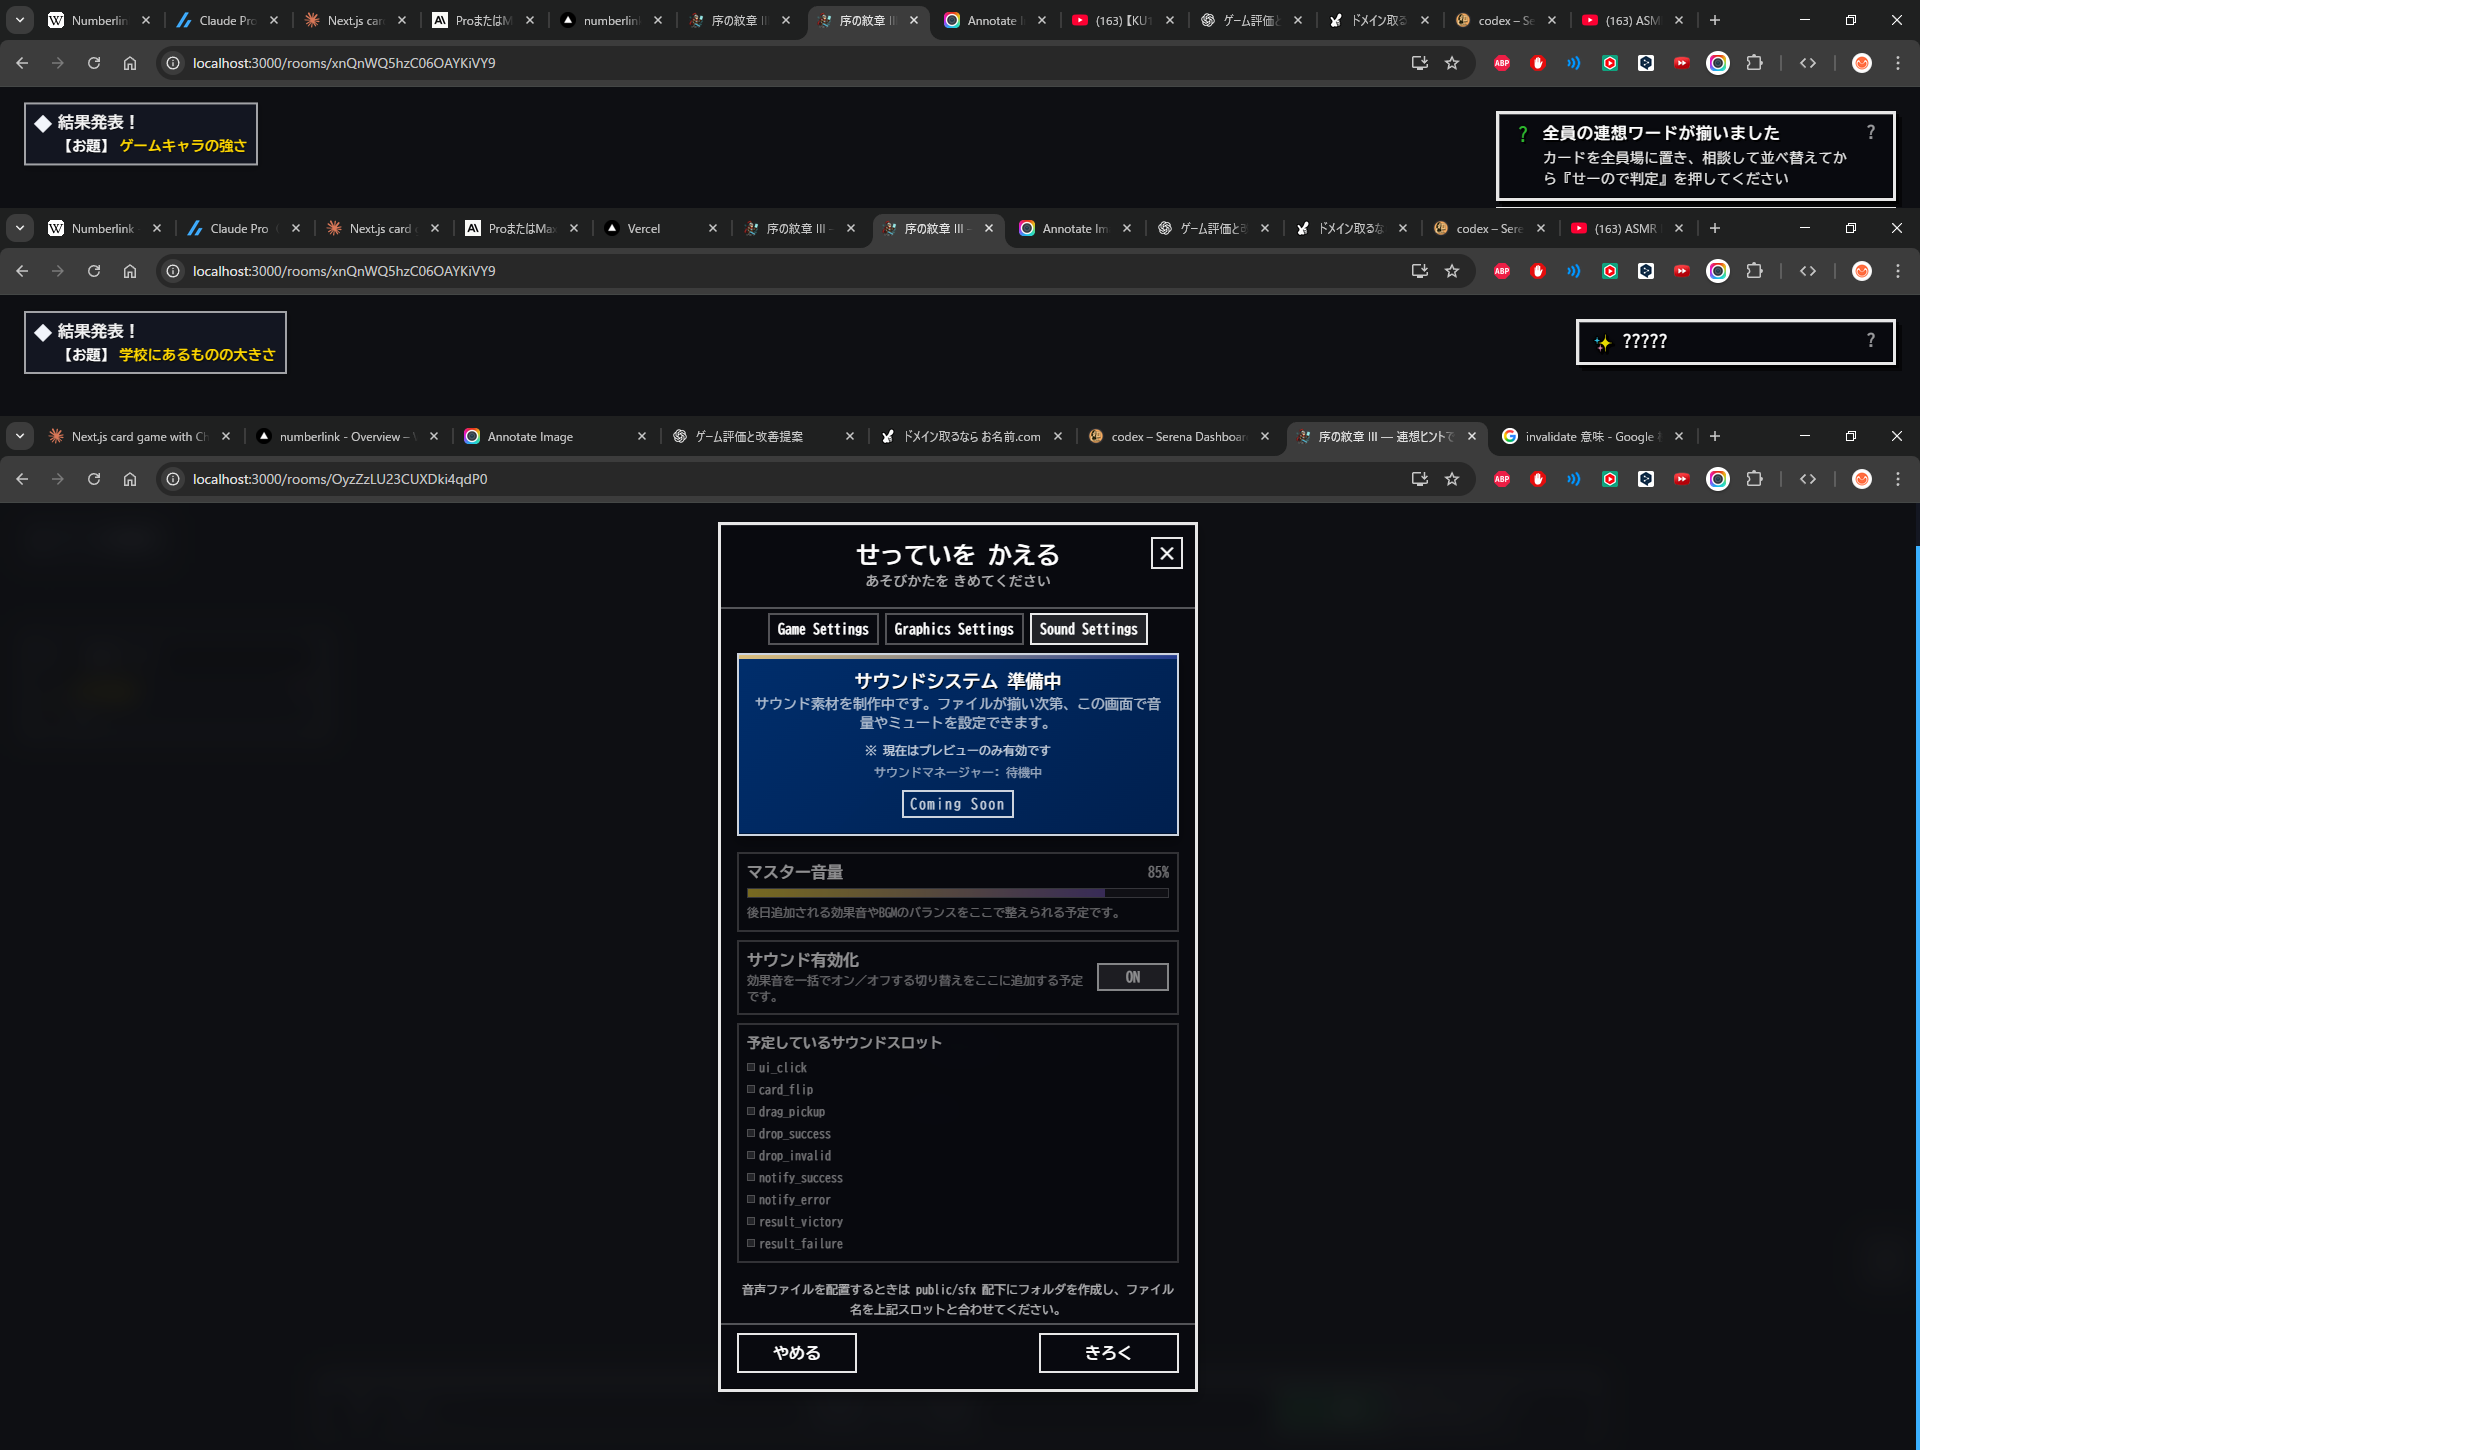 Numberlin
Claude Pro
Next.js card
ProまたはM
numberlink
序の紋章 III
序の紋章 III
Annotate I
(163)【KU1
ゲーム評価と
ドメイン取る
codex – Se
(163) ASM
localhost:3000/rooms/xnQnWQ5hzC06OAYKiVY9
ABP
結果発表！
【お題】 ゲームキャラの強さ
? 全員の連想ワードが揃いました ?
カードを全員場に置き、相談して並べ替えてか
ら『せーので判定』を押してください
Numberlink
Claude Pro
Next.js card g
ProまたはMax
Vercel
序の紋章 III –
序の紋章 III –
Annotate Im
ゲーム評価と改
ドメイン取るな
codex – Sere
(163) ASMR
localhost:3000/rooms/xnQnWQ5hzC06OAYKiVY9
ABP
結果発表！
【お題】 学校にあるものの大きさ
????? ?
Next.js card game with Ch
numberlink - Overview –
Annotate Image
ゲーム評価と改善提案
ドメイン取るなら お名前.com
codex – Serena Dashboar
序の紋章 III — 連想ヒントで
invalidate 意味 - Google
localhost:3000/rooms/OyzZzLU23CUXDki4qdP0
ABP
せっていを かえる
あそびかたを きめてください
Game Settings
Graphics Settings
Sound Settings
サウンドシステム 準備中
サウンド素材を制作中です。ファイルが揃い次第、この画面で音
量やミュートを設定できます。
※ 現在はプレビューのみ有効です
サウンドマネージャー: 待機中
Coming Soon
マスター音量 85%
後日追加される効果音やBGMのバランスをここで整えられる予定です。
サウンド有効化
効果音を一括でオン／オフする切り替えをここに追加する予定
です。
ON
予定しているサウンドスロット
ui_click
card_flip
drag_pickup
drop_success
drop_invalid
notify_success
notify_error
result_victory
result_failure
音声ファイルを配置するときは public/sfx 配下にフォルダを作成し、ファイル
名を上記スロットと合わせてください。
やめる
きろく